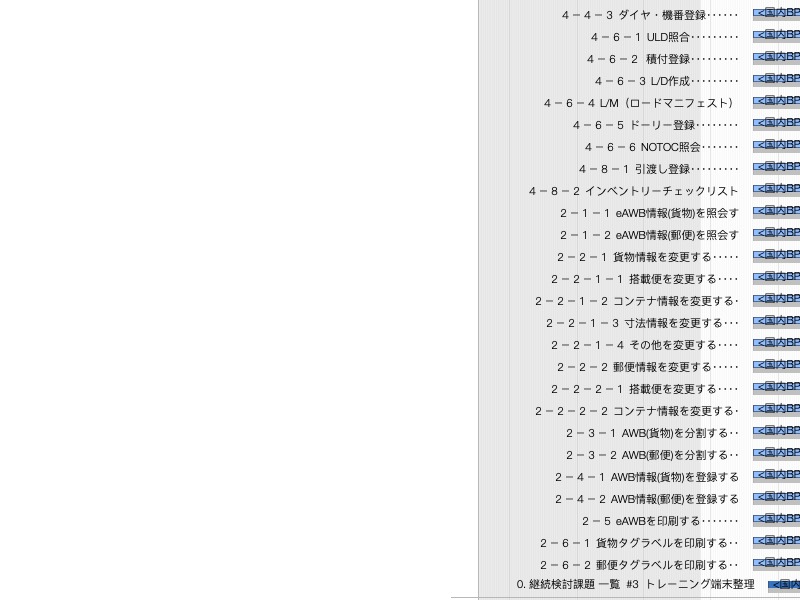 4－4－3 ダイヤ・機番登録‥‥‥ <国内BP
4－6－1 ULD照合‥‥‥‥ <国内BP
4－6－2 積付登録‥‥‥‥ <国内BP
4－6－3 L/D作成‥‥‥‥ <国内BP
4－6－4 L/M（ロードマニフェスト） <国内BP
4－6－5 ドーリー登録‥‥‥‥ <国内BP
4－6－6 NOTOC照会‥‥‥ <国内BP
4－8－1 引渡し登録‥‥‥‥ <国内BP
4－8－2 インベントリーチェックリスト <国内BP
2－1－1 eAWB情報(貨物)を照会す <国内BP
2－1－2 eAWB情報(郵便)を照会す <国内BP
2－2－1 貨物情報を変更する‥‥‥ <国内BP
2－2－1－1 搭載便を変更する‥‥ <国内BP
2－2－1－2 コンテナ情報を変更する・ <国内BP
2－2－1－3 寸法情報を変更する‥・ <国内BP
2－2－1－4 その他を変更する‥‥ <国内BP
2－2－2 郵便情報を変更する‥‥‥ <国内BP
2－2－2－1 搭載便を変更する‥‥ <国内BP
2－2－2－2 コンテナ情報を変更する・ <国内BP
2－3－1 AWB(貨物)を分割する‥ <国内BP
2－3－2 AWB(郵便)を分割する‥ <国内BP
2－4－1 AWB情報(貨物)を登録する <国内BP
2－4－2 AWB情報(郵便)を登録する <国内BP
2－5 eAWBを印刷する‥‥‥ <国内BP
2－6－1 貨物タグラベルを印刷する‥ <国内BP
2－6－2 郵便タグラベルを印刷する‥ <国内BP
0. 継続検討課題 一覧 #3 トレーニング端末整理 <国内